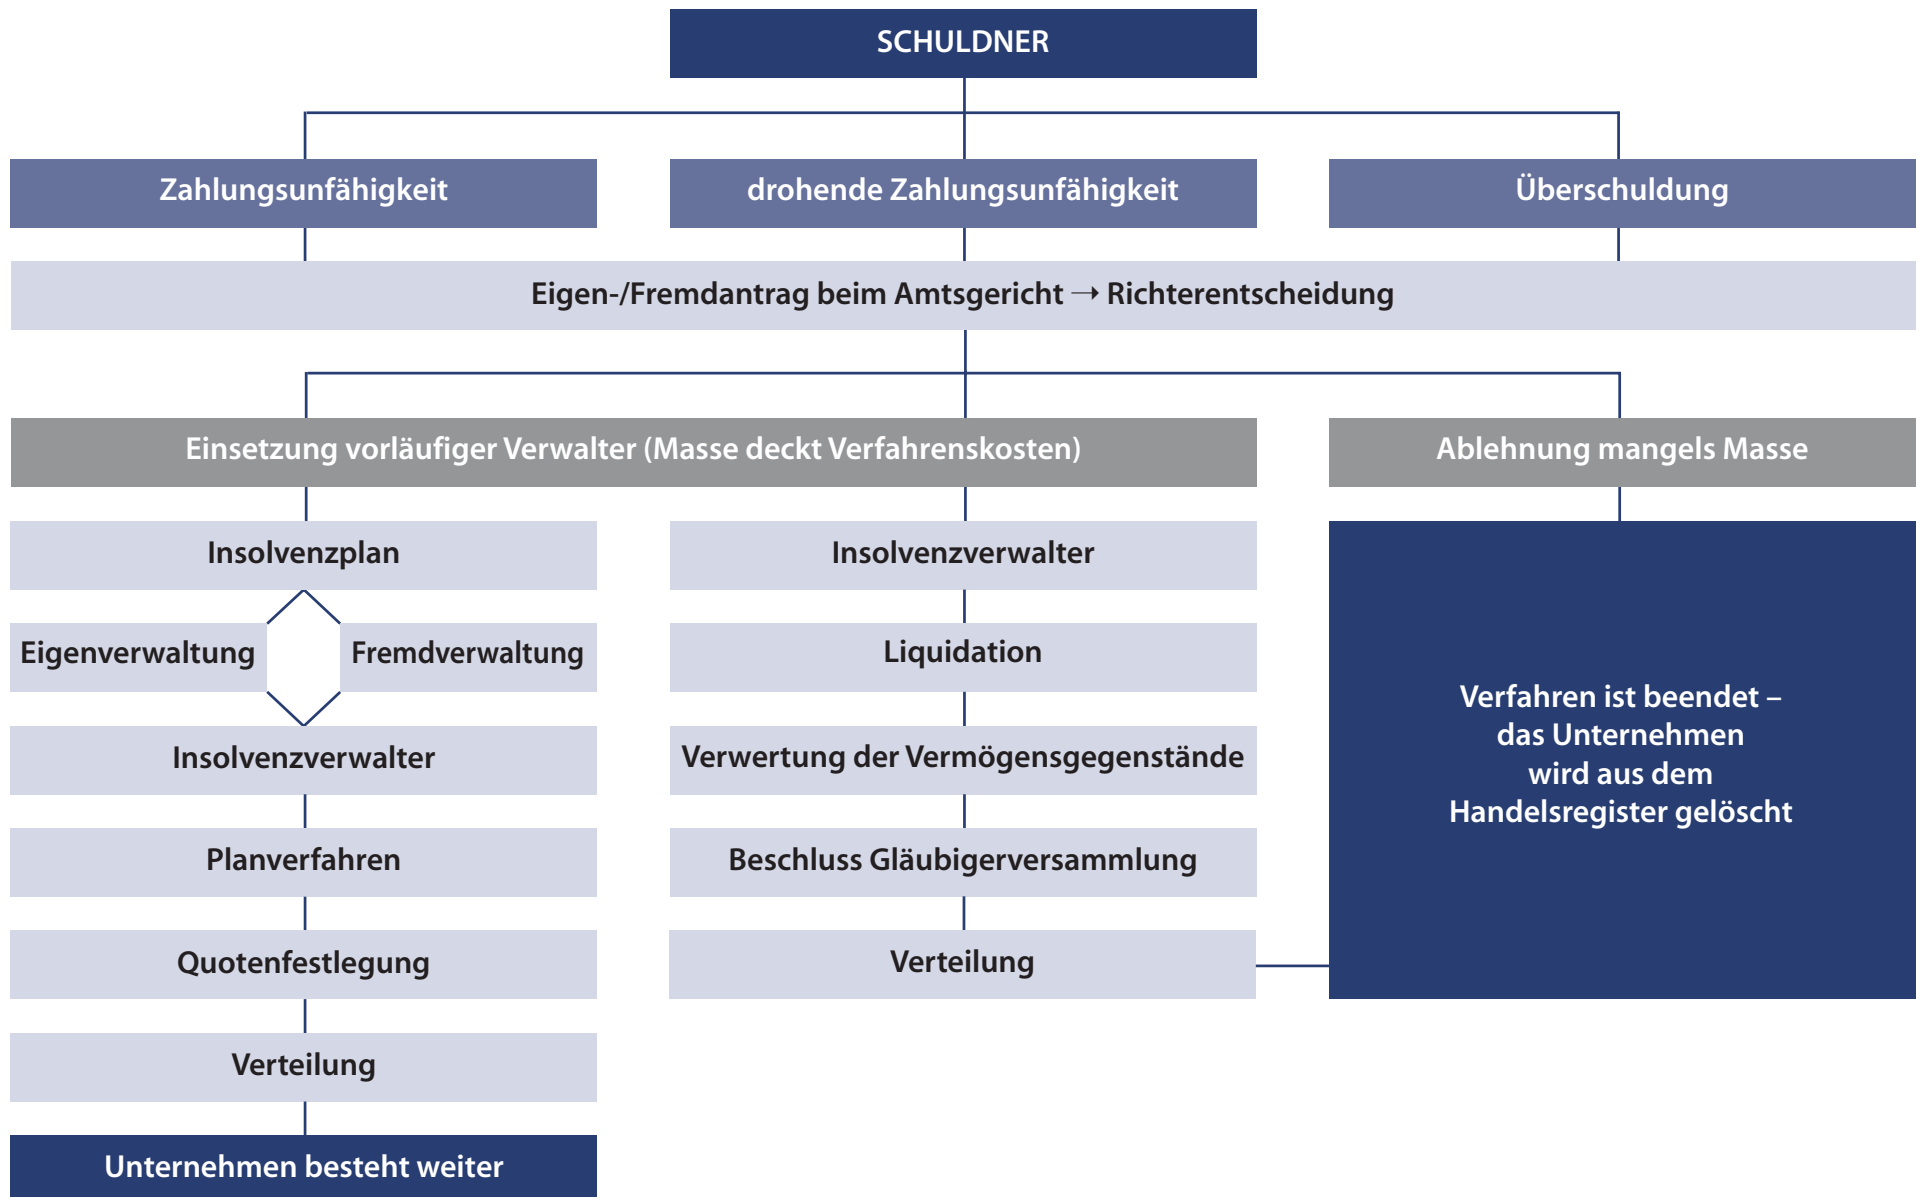 SCHULDNER
Zahlungsunfähigkeit
drohende Zahlungsunfähigkeit
Überschuldung
Eigen-/Fremdantrag beim Amtsgericht → Richterentscheidung
Einsetzung vorläufiger Verwalter (Masse deckt Verfahrenskosten)
Ablehnung mangels Masse
Insolvenzplan
Eigenverwaltung
Fremdverwaltung
Insolvenzverwalter
Planverfahren
Quotenfestlegung
Verteilung
Unternehmen besteht weiter
Insolvenzverwalter
Liquidation
Verwertung der Vermögensgegenstände
Beschluss Gläubigerversammlung
Verteilung
Verfahren ist beendet –
das Unternehmen
wird aus dem
Handelsregister gelöscht